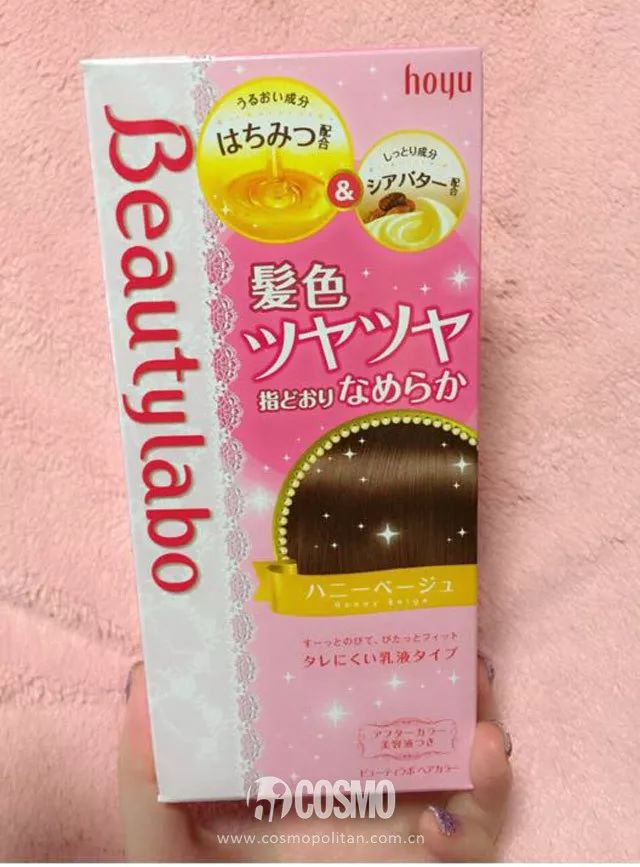 hoyu
Beautylabo
うるおい成分
はちみつ配合
&
しっとり成分
シアバター配合
髪色
ツヤツヤ
指どおりなめらか
ハニーベージュ
Honey beige
すーっとのびて、ぴたっとフィット
タレにくい乳液タイプ
アフターカラー
美容液つき
ビューティラボ ヘアカラー
COSMO
www.cosmopolitan.com.cn